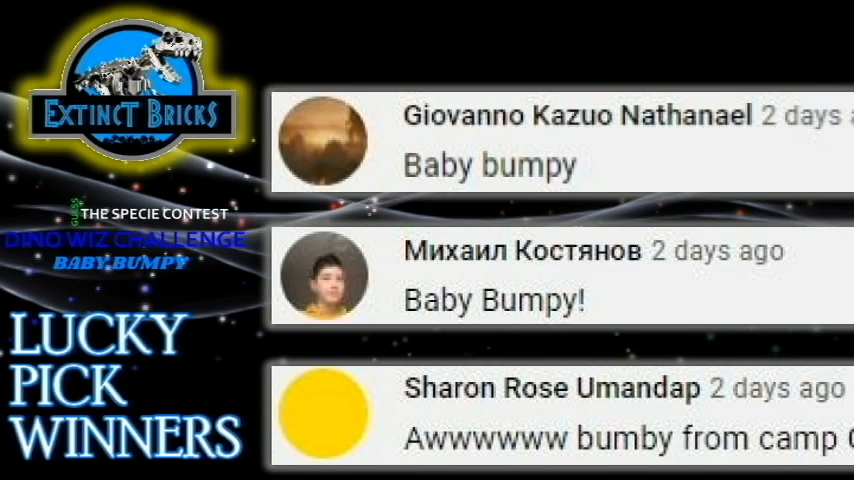 EXTINCT BRICKS
GUESS THE SPECIE CONTEST
DINO WIZ CHALLENGE
BABY BUMPY
LUCKY
PICK
WINNERS
Giovanno Kazuo Nathanael 2 days a
Baby bumpy
Михаил Костянов 2 days ago
Baby Bumpy!
Sharon Rose Umandap 2 days ago
Awwwwww bumby from camp